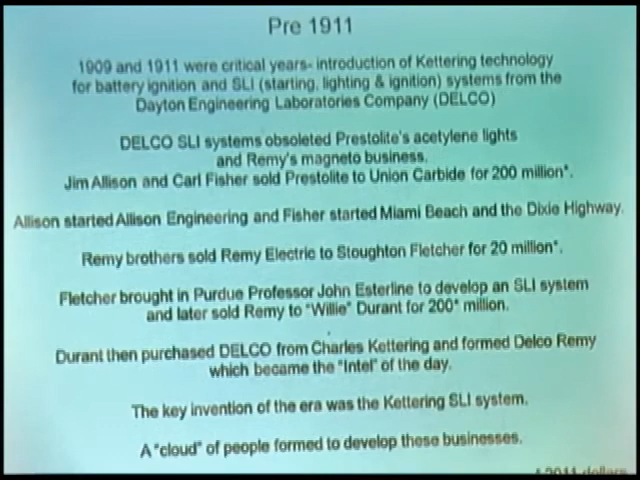 Pre 1911
1909 and 1911 were critical years- introduction of Kettering technology
for battery ignition and SLI (starting, lighting & ignition) systems from the
Dayton Engineering Laboratories Company (DELCO)
DELCO SLI systems obsoleted Prestolite's acetylene lights
and Remy's magneto business.
Jim Allison and Carl Fisher sold Prestolite to Union Carbide for 200 million*.
Allison started Allison Engineering and Fisher started Miami Beach and the Dixie Highway.
Remy brothers sold Remy Electric to Stoughton Fletcher for 20 million*.
Fletcher brought in Purdue Professor John Esterline to develop an SLI system
and later sold Remy to "Willie" Durant for 200* million.
Durant then purchased DELCO from Charles Kettering and formed Delco Remy
which became the "Intel" of the day.
The key invention of the era was the Kettering SLI system.
A "cloud" of people formed to develop these businesses.
2011 dollars